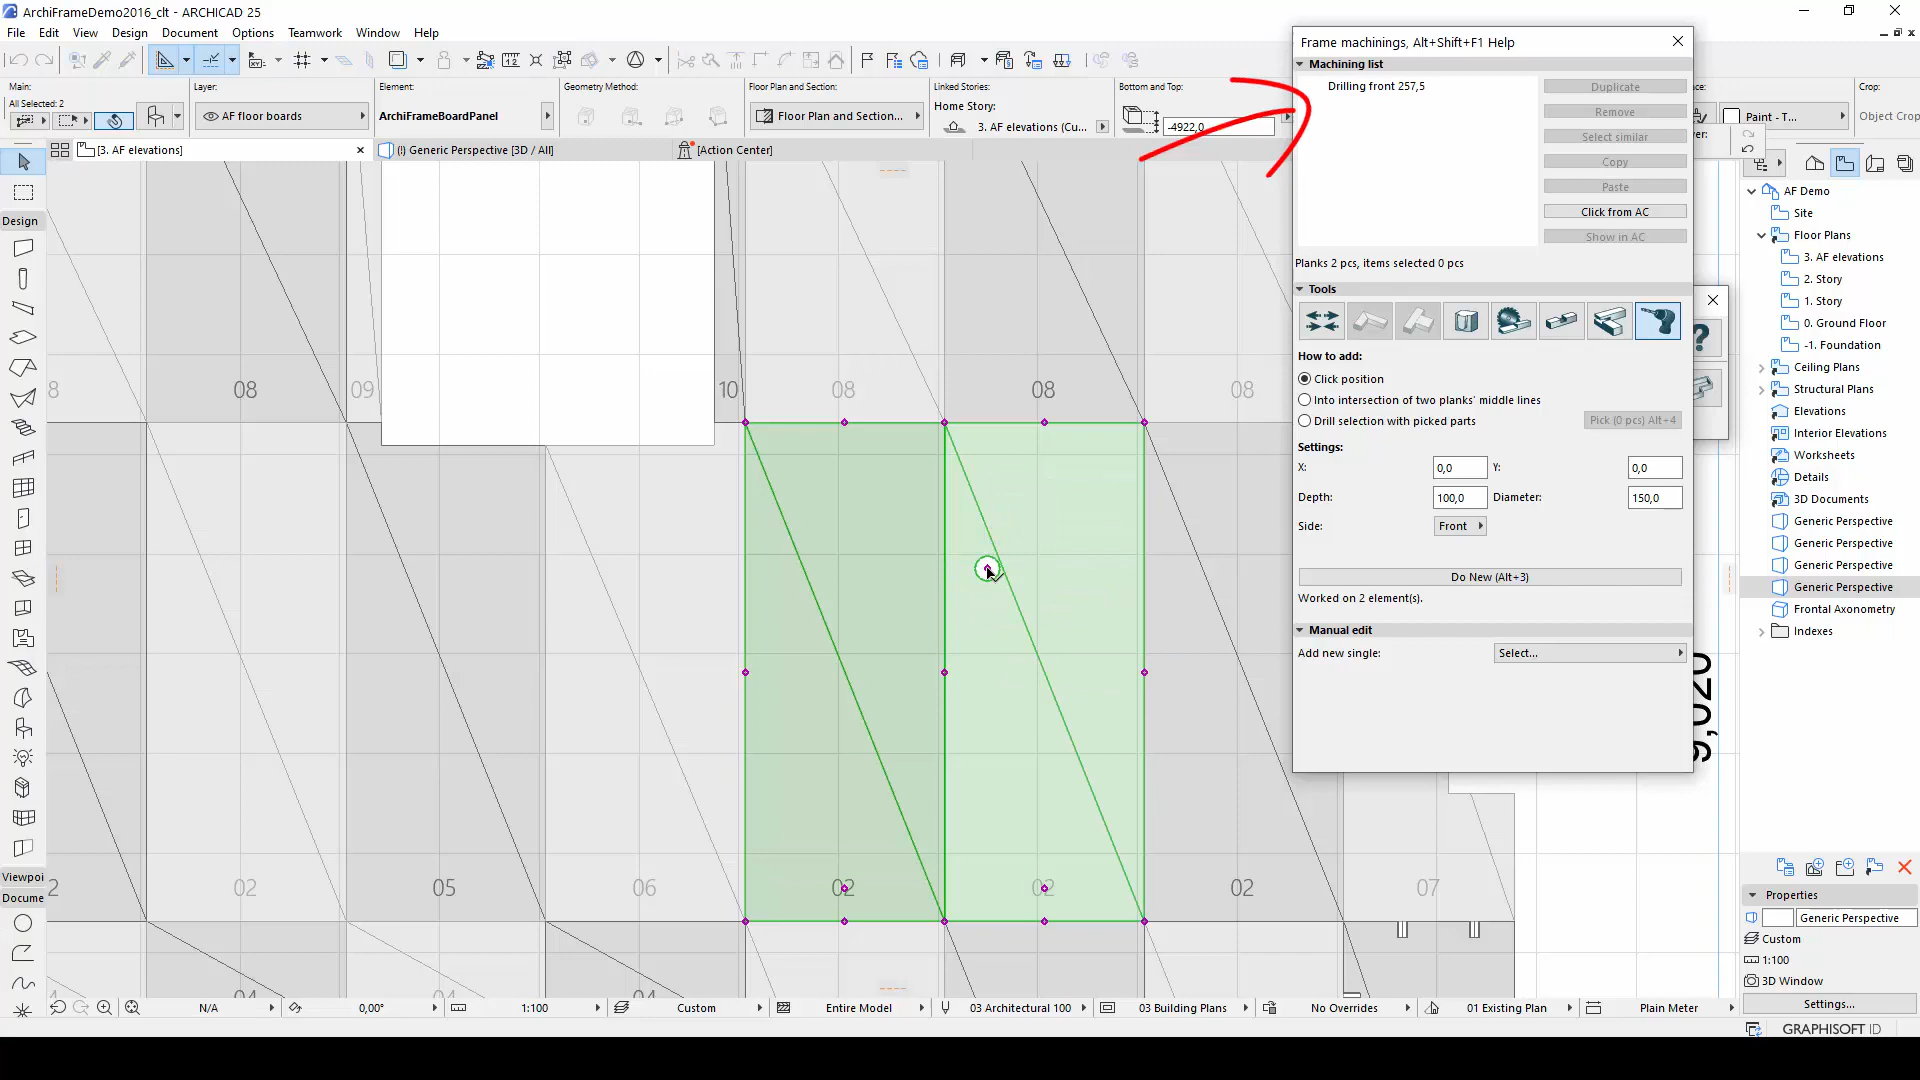 ArchiFrameDemo2016_clt - ARCHICAD 25
File Edit View Design Document Options Teamwork Window Help
Main:
All Selected: 2
Layer:
AF floor boards
Element:
ArchiFrameBoardPanel
Geometry Method:
Floor Plan and Section:
Floor Plan and Section...
Linked Stories:
Home Story:
3. AF elevations (Cu...
Bottom and Top:
-4922,0
Paint - T...
Crop:
Object Crop
[3. AF elevations]
(!) Generic Perspective [3D / All]
[Action Center]
Design
Viewpoi
Docume
8 08 09 10 08 08 08
2 02 05 06 02 02 02 07
04 04
9,020
Frame machinings, Alt+Shift+F1 Help
Machining list
Drilling front 257,5
Duplicate
Remove
Select similar
Copy
Paste
Click from AC
Show in AC
Planks 2 pcs, items selected 0 pcs
Tools
How to add:
Click position
Into intersection of two planks' middle lines
Drill selection with picked parts
Pick (0 pcs) Alt+4
Settings:
X: 0,0 Y: 0,0
Depth: 100,0 Diameter: 150,0
Side: Front
Do New (Alt+3)
Worked on 2 element(s).
Manual edit
Add new single: Select...
AF Demo
Site
Floor Plans
3. AF elevations
2. Story
1. Story
0. Ground Floor
-1. Foundation
Ceiling Plans
Structural Plans
Elevations
Interior Elevations
Worksheets
Details
3D Documents
Generic Perspective
Generic Perspective
Generic Perspective
Generic Perspective
Frontal Axonometry
Indexes
Properties
Generic Perspective
Custom
1:100
3D Window
Settings...
N/A 0,00° 1:100 Custom Entire Model 03 Architectural 100 03 Building Plans No Overrides 01 Existing Plan Plain Meter
GRAPHISOFT ID